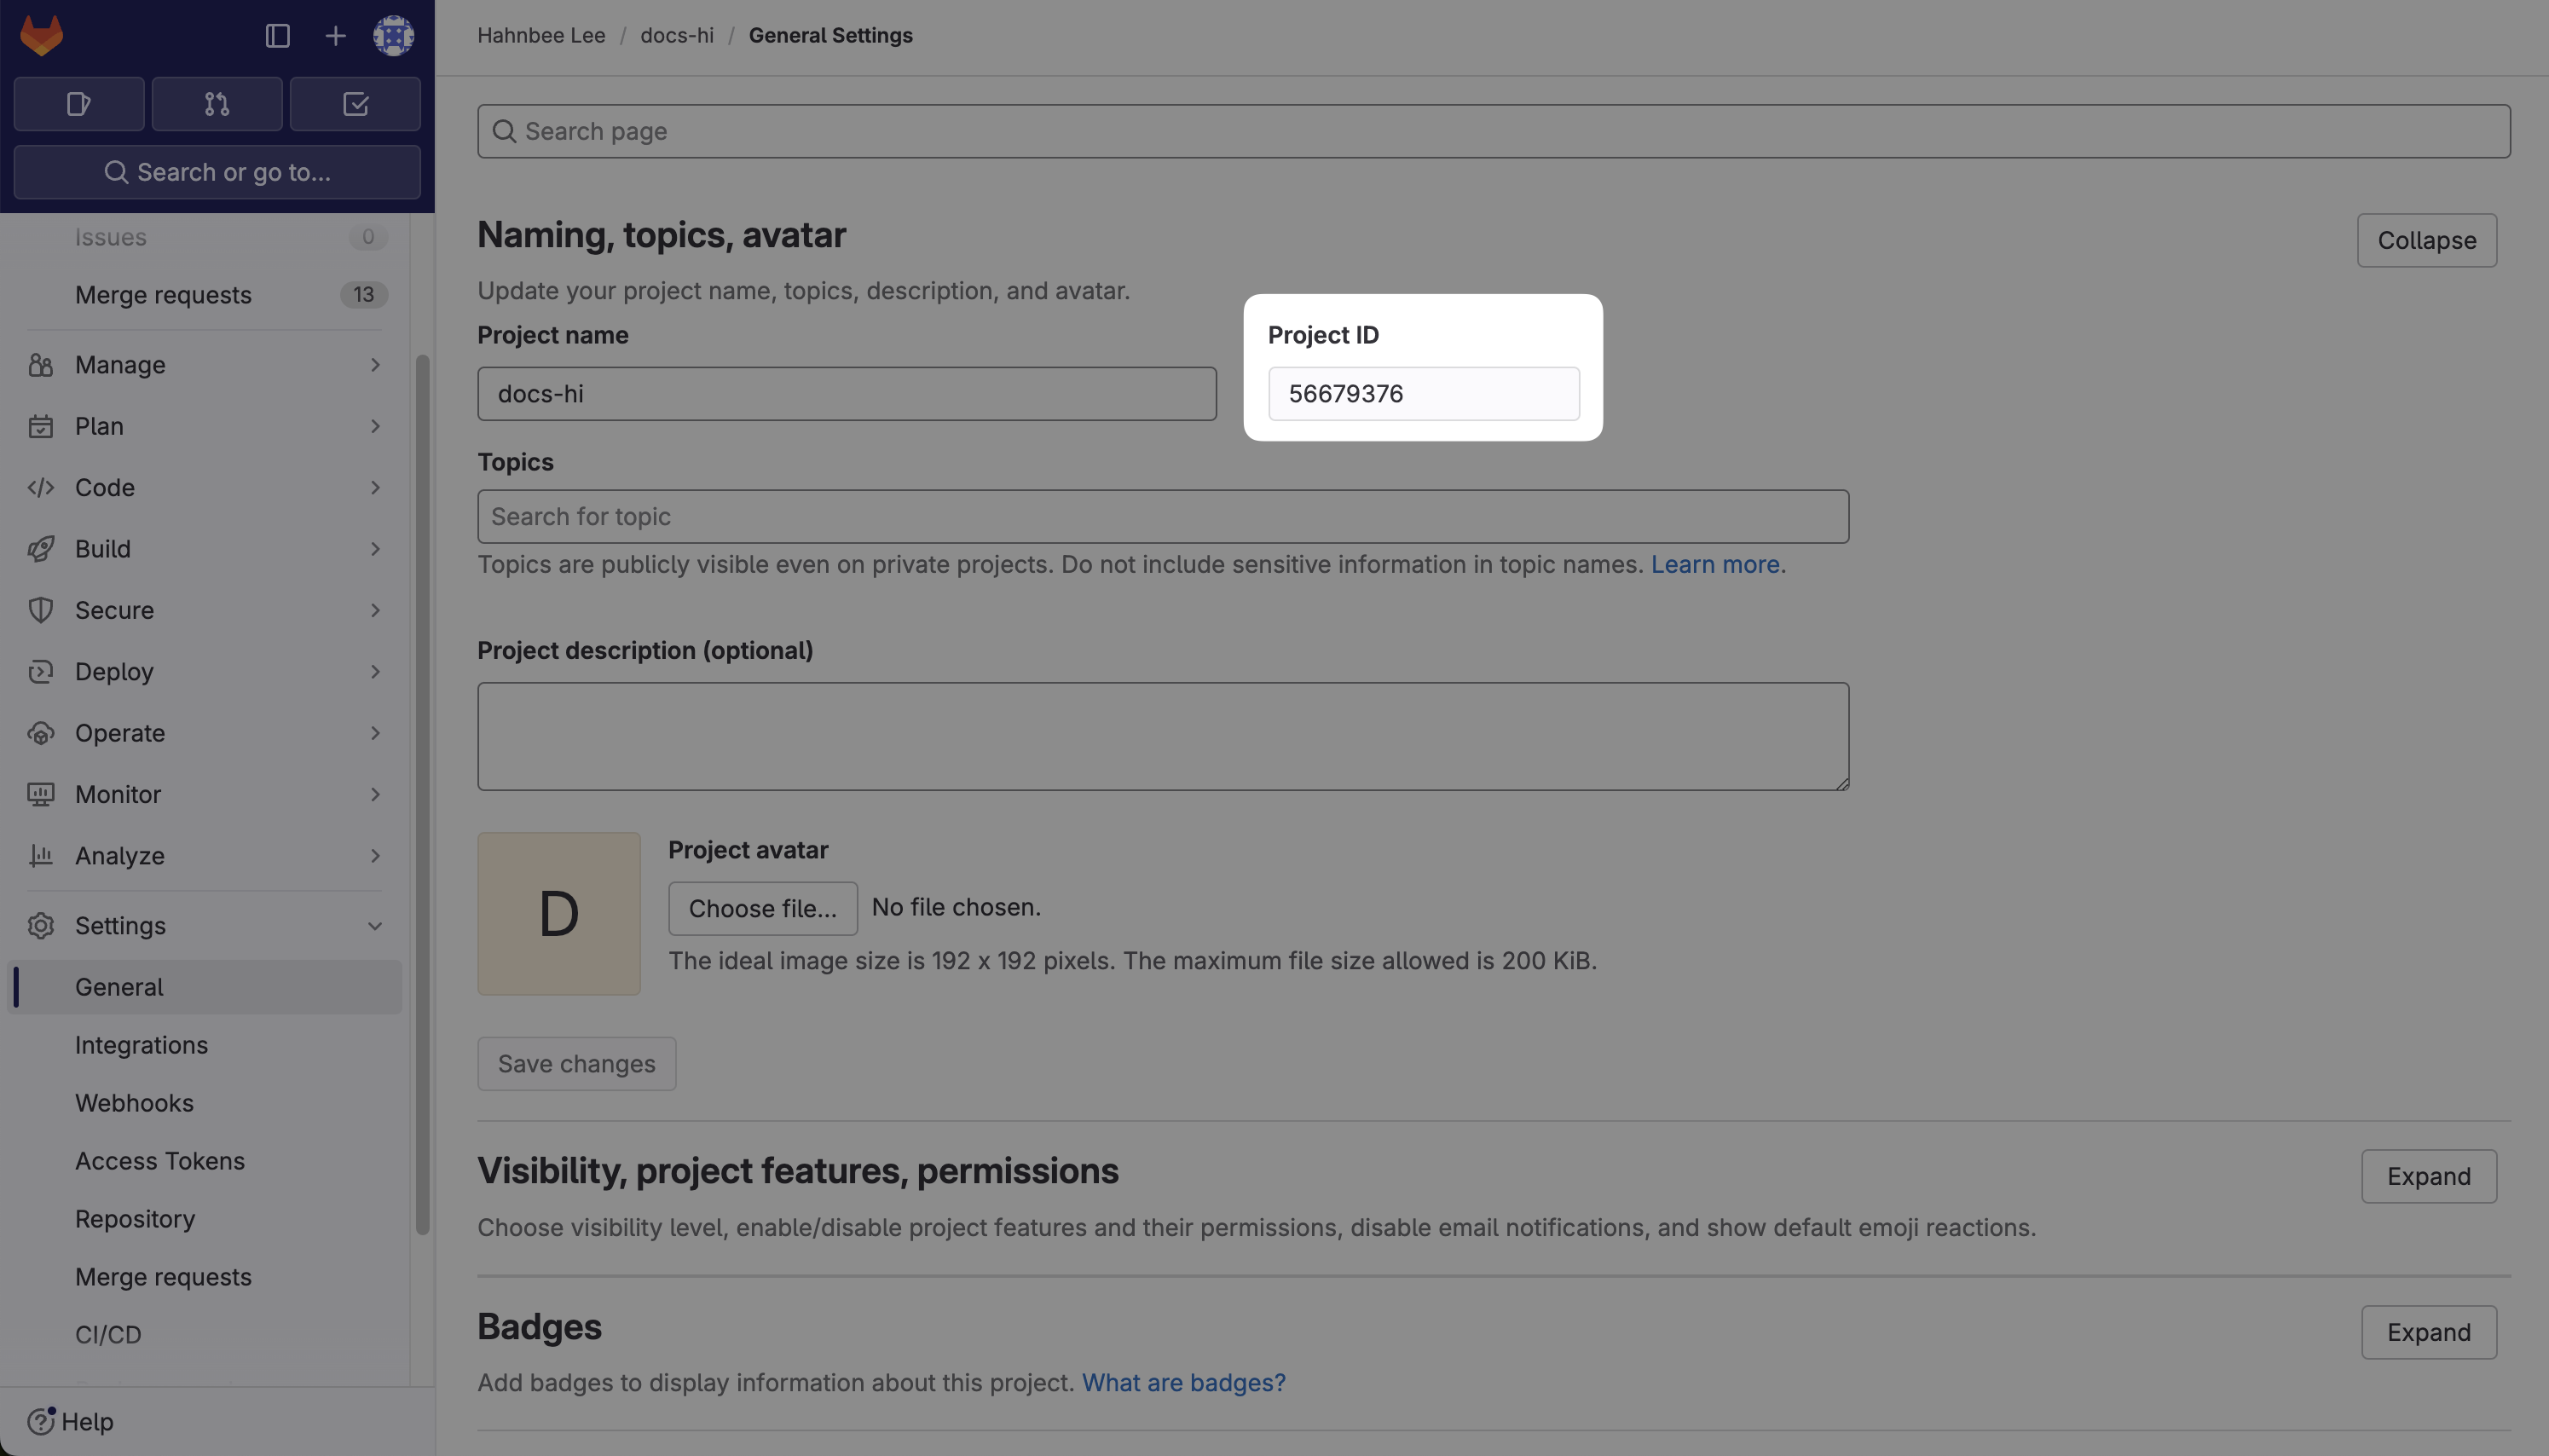 Hahnbee Lee / docs-hi / General Settings
Search or go to...
Issues 0
Merge requests 13
Manage
Plan
Code
Build
Secure
Deploy
Operate
Monitor
Analyze
Settings
General
Integrations
Webhooks
Access Tokens
Repository
Merge requests
CI/CD
Help
Search page
Naming, topics, avatar
Collapse
Update your project name, topics, description, and avatar.
Project name
docs-hi
Project ID
56679376
Topics
Search for topic
Topics are publicly visible even on private projects. Do not include sensitive information in topic names. Learn more.
Project description (optional)
D
Project avatar
Choose file... No file chosen.
The ideal image size is 192 x 192 pixels. The maximum file size allowed is 200 KiB.
Save changes
Visibility, project features, permissions
Expand
Choose visibility level, enable/disable project features and their permissions, disable email notifications, and show default emoji reactions.
Badges
Expand
Add badges to display information about this project. What are badges?